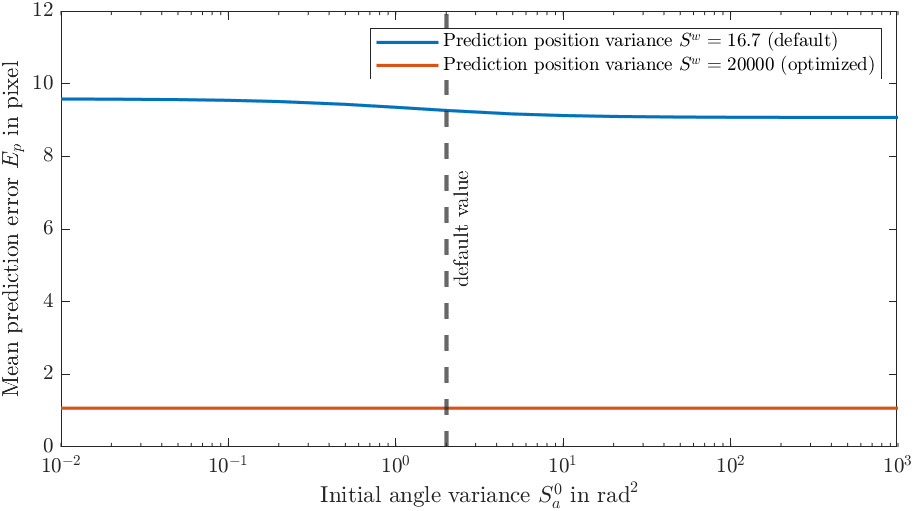 12
10
8
6
4
2
0
Mean prediction error E_p in pixel
Prediction position variance S^w = 16.7 (default)
Prediction position variance S^w = 20000 (optimized)
default value
10^-2
10^-1
10^0
10^1
10^2
10^3
Initial angle variance S_a^0 in rad^2